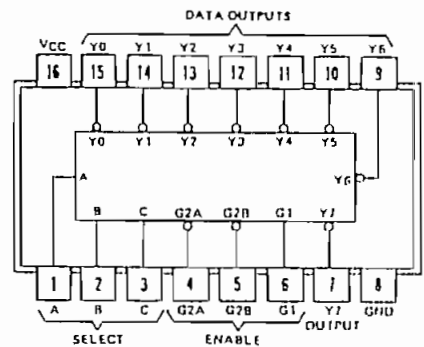 DATA OUTPUTS
VCC Y0 Y1 Y2 Y3 Y4 Y5 Y6
16 15 14 13 12 11 10 9
Y0 Y1 Y2 Y3 Y4 Y5
A Y6
B C G2A G2B G1 Y7
1 2 3 4 5 6 7 8
A B C G2A G2B G1 Y7 GND
OUTPUT
SELECT ENABLE